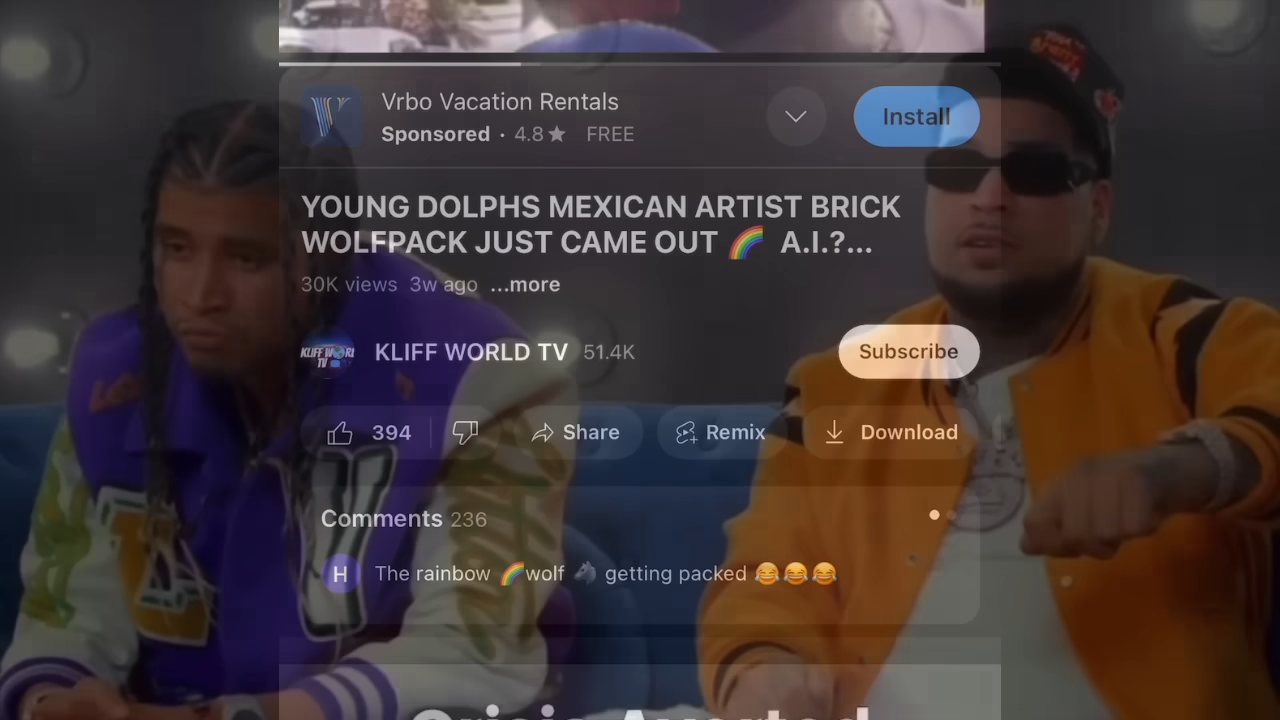 Vrbo Vacation Rentals
Sponsored · 4.8★ FREE
Install
YOUNG DOLPHS MEXICAN ARTIST BRICK
WOLFPACK JUST CAME OUT 🌈 A.I.?...
30K views 3w ago ...more
KLIFF WORLD TV 51.4K
Subscribe
394
Share
Remix
Download
Comments 236
H
The rainbow 🌈wolf 🐺 getting packed 😂😂😂
Crisis Averted